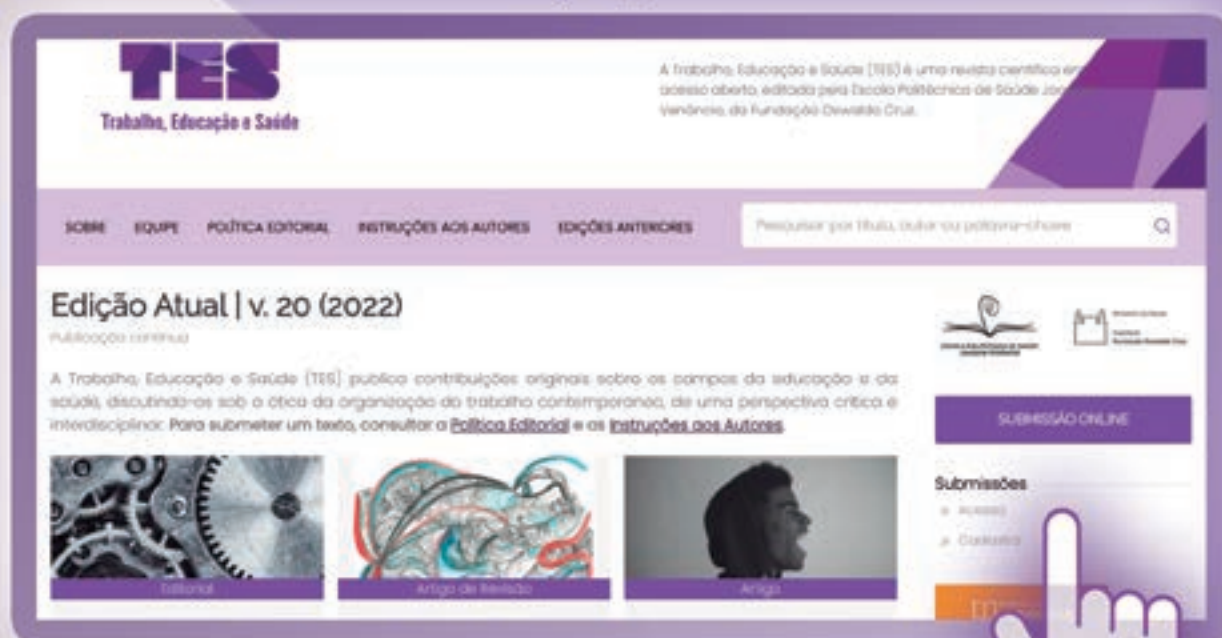 TES
Trabalho, Educação e Saúde
A Trabalho, Educação e Saúde (TES) é uma revista científica em
acesso aberto, editada pela Escola Politécnica de Saúde
Venâncio, da Fundação Oswaldo Cruz.
SOBRE EQUIPE POLÍTICA EDITORIAL INSTRUÇÕES AOS AUTORES EDIÇÕES ANTERIORES
Pesquisar por título, autor ou palavra-chave
Edição Atual | v. 20 (2022)
Publicação contínua
A Trabalho, Educação e Saúde (TES) publica contribuições originais sobre os campos da educação e da
saúde, discutindo-os sob a ótica da organização do trabalho contemporâneo, de uma perspectiva crítica e
interdisciplinar. Para submeter um texto, consultar a Política Editorial e as Instruções aos Autores.
SUBMISSÃO ONLINE
Submissões
Acesso
Cadastro
Editorial
Artigo de Revisão
Artigo